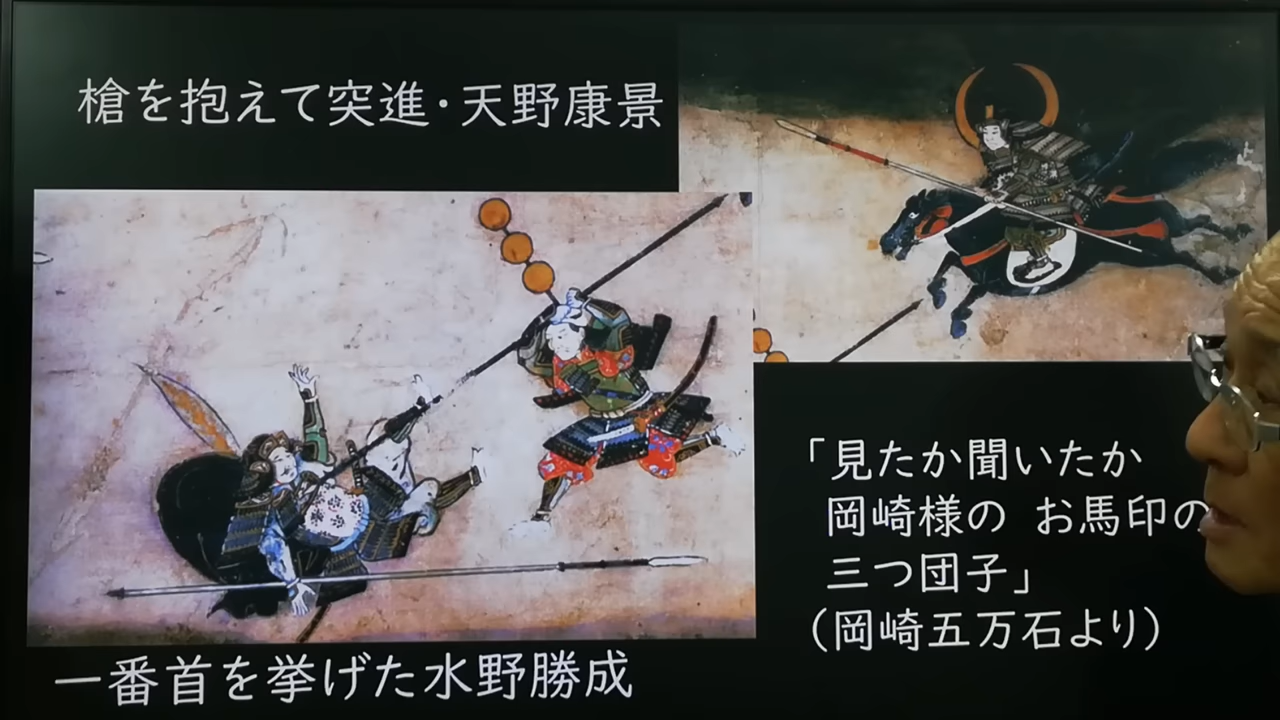 槍を抱えて突進・天野康景
一番首を挙げた水野勝成
「見たか聞いたか
岡崎様の お馬印の
三つ団子」
（岡崎五万石より）